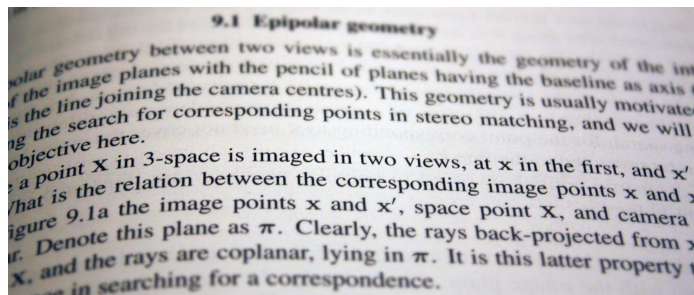 9.1 Epipolar geometry
polar geometry between two views is essentially the geometry of the
of the image planes with the pencil of planes having the baseline as axis
is the line joining the camera centres). This geometry is usually
the search for corresponding points in stereo matching, and we will
objective here.
a point X in 3-space is imaged in two views, at x in the first, and x′
What is the relation between the corresponding image points x and
igure 9.1a the image points x and x′, space point X, and camera
Denote this plane as π. Clearly, the rays back-projected from
X, and the rays are coplanar, lying in π. It is this latter property
in searching for a correspondence.